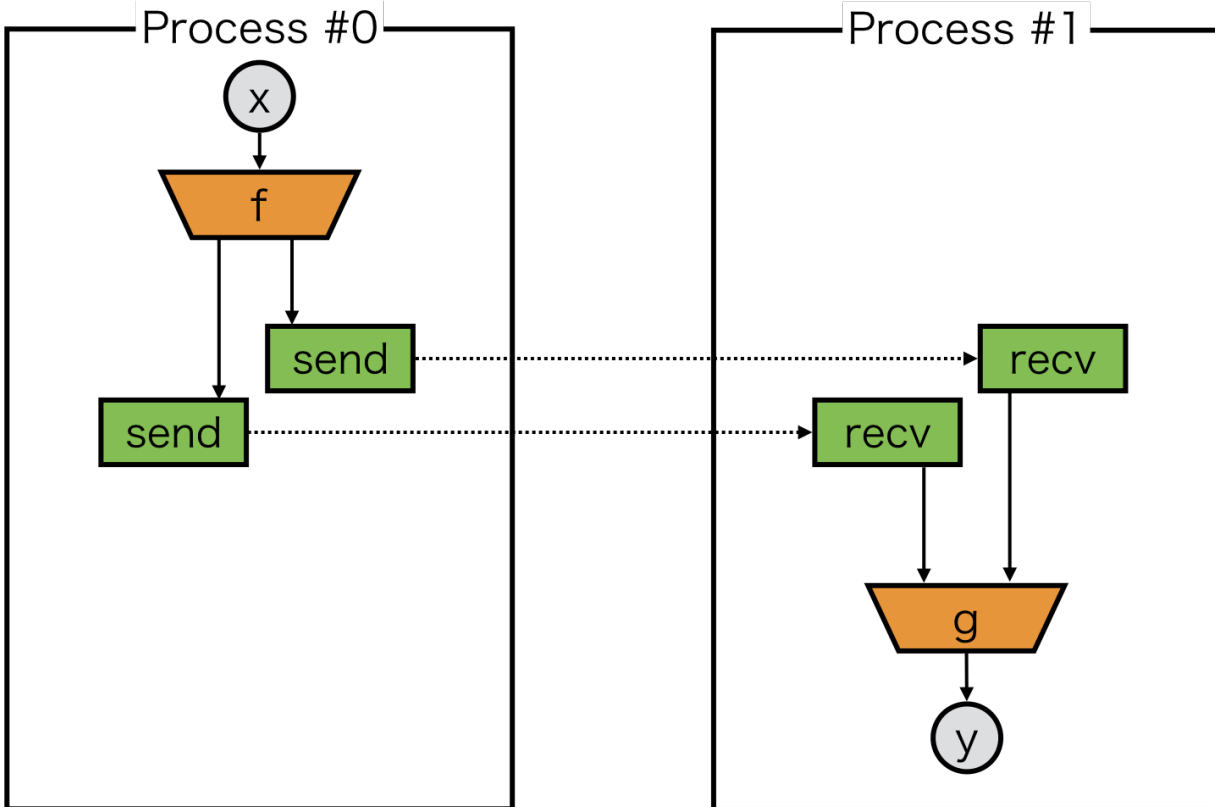 Process #0
Process #1
x
f
send
recv
send
recv
g
y